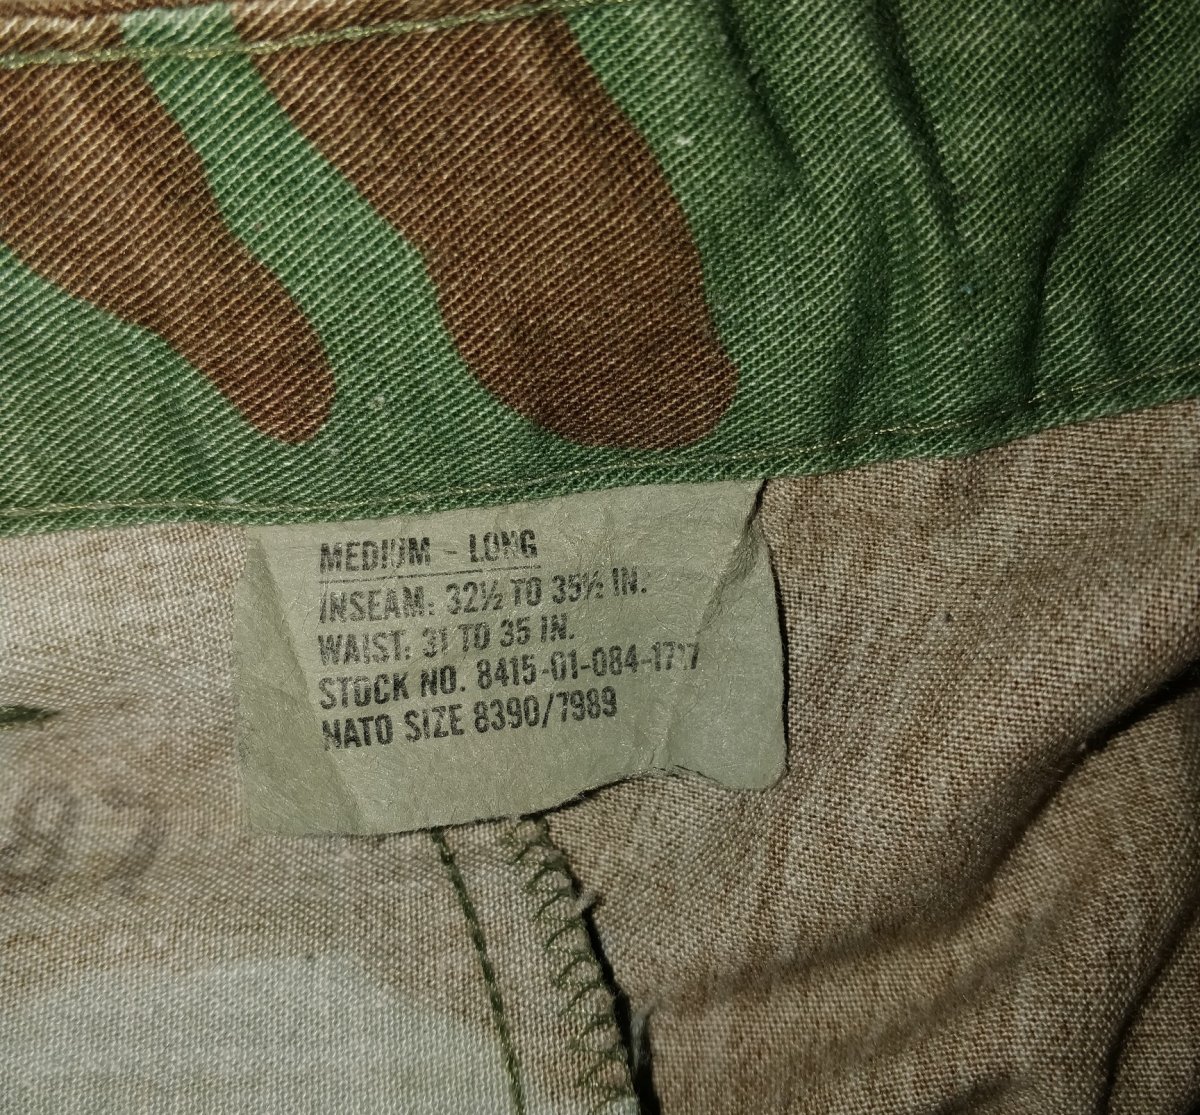 MEDIUM - LONG
INSEAM: 32½ TO 35½ IN.
WAIST: 31 TO 35 IN.
STOCK NO. 8415-01-084-1717
NATO SIZE 8390/7989